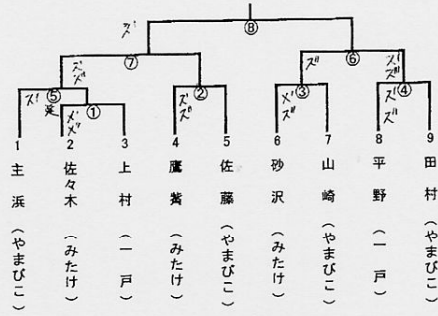 ズ ⑧
ズ ズ ⑦
ズ ⑥ メ ズ
ズ ⑤ 延
ズ ズ ②
メ ズ ③
ズ ズ ④
メ メ ①
1 主浜 (やまびこ)
2 佐々木 (みたけ)
3 上村 (一戸)
4 鷹觜 (みたけ)
5 佐藤 (やまびこ)
6 砂沢 (みたけ)
7 山崎 (やまびこ)
8 平野 (一戸)
9 田村 (やまびこ)